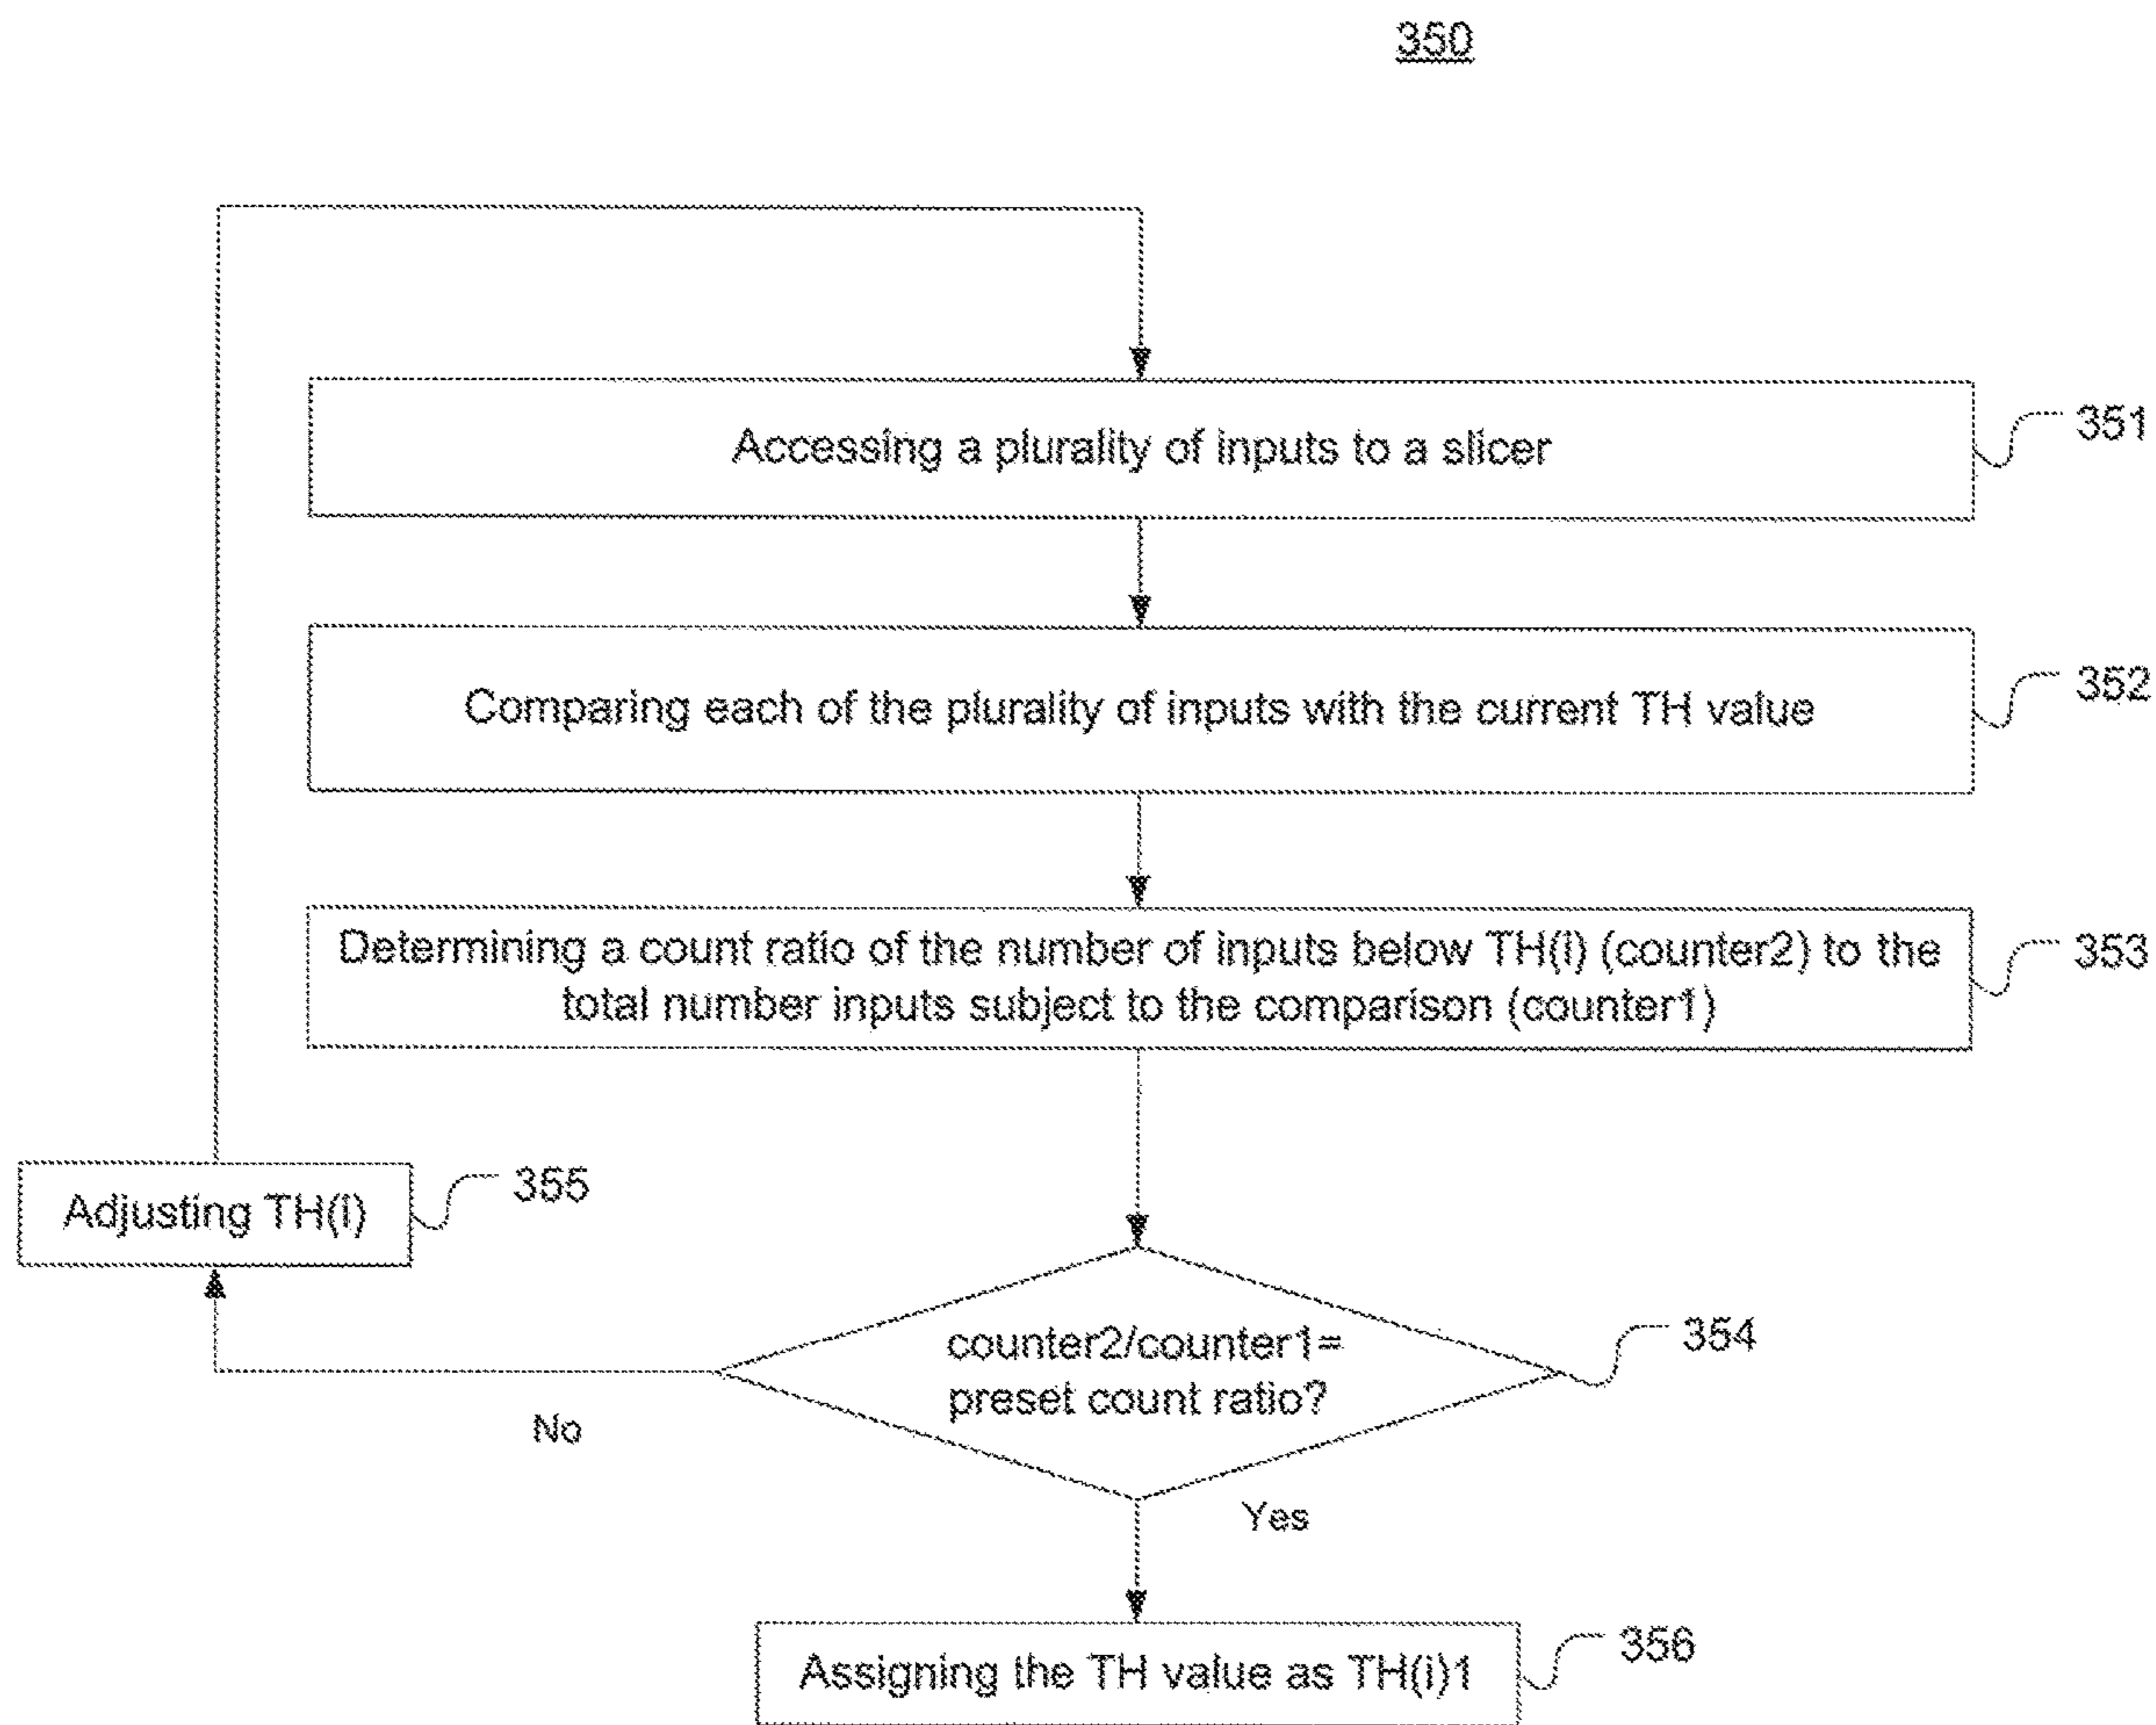 350
Accessing a plurality of inputs to a slicer
351
Comparing each of the plurality of inputs with the current TH value
352
Determining a count ratio of the number of inputs below TH(i) (counter2) to the
total number inputs subject to the comparison (counter1)
353
Adjusting TH(i)
355
counter2/counter1=
preset count ratio?
354
No
Yes
Assigning the TH value as TH(i)1
356